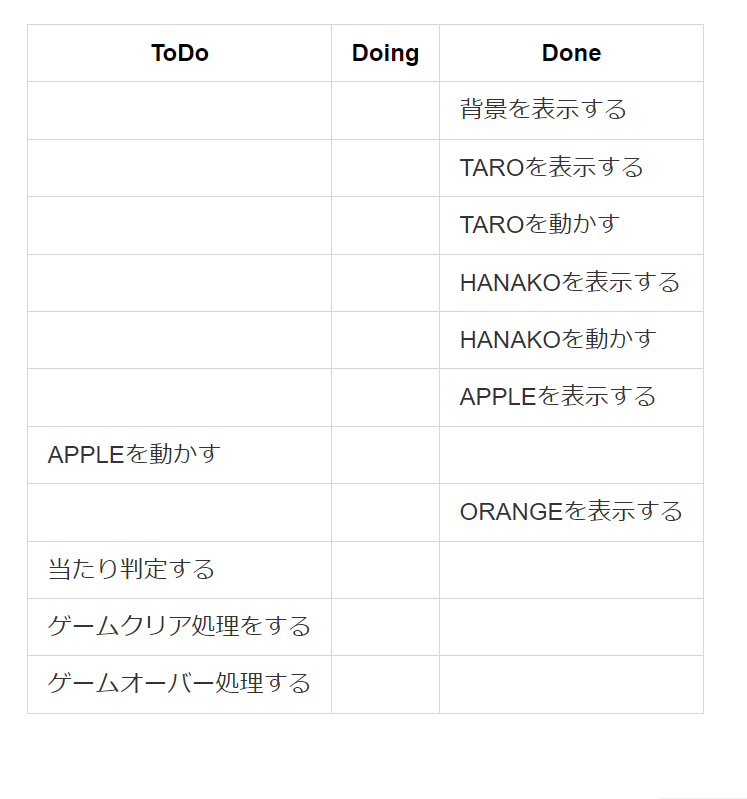 ToDo Doing Done
背景を表示する
TAROを表示する
TAROを動かす
HANAKOを表示する
HANAKOを動かす
APPLEを表示する
APPLEを動かす
ORANGEを表示する
当たり判定する
ゲームクリア処理をする
ゲームオーバー処理する